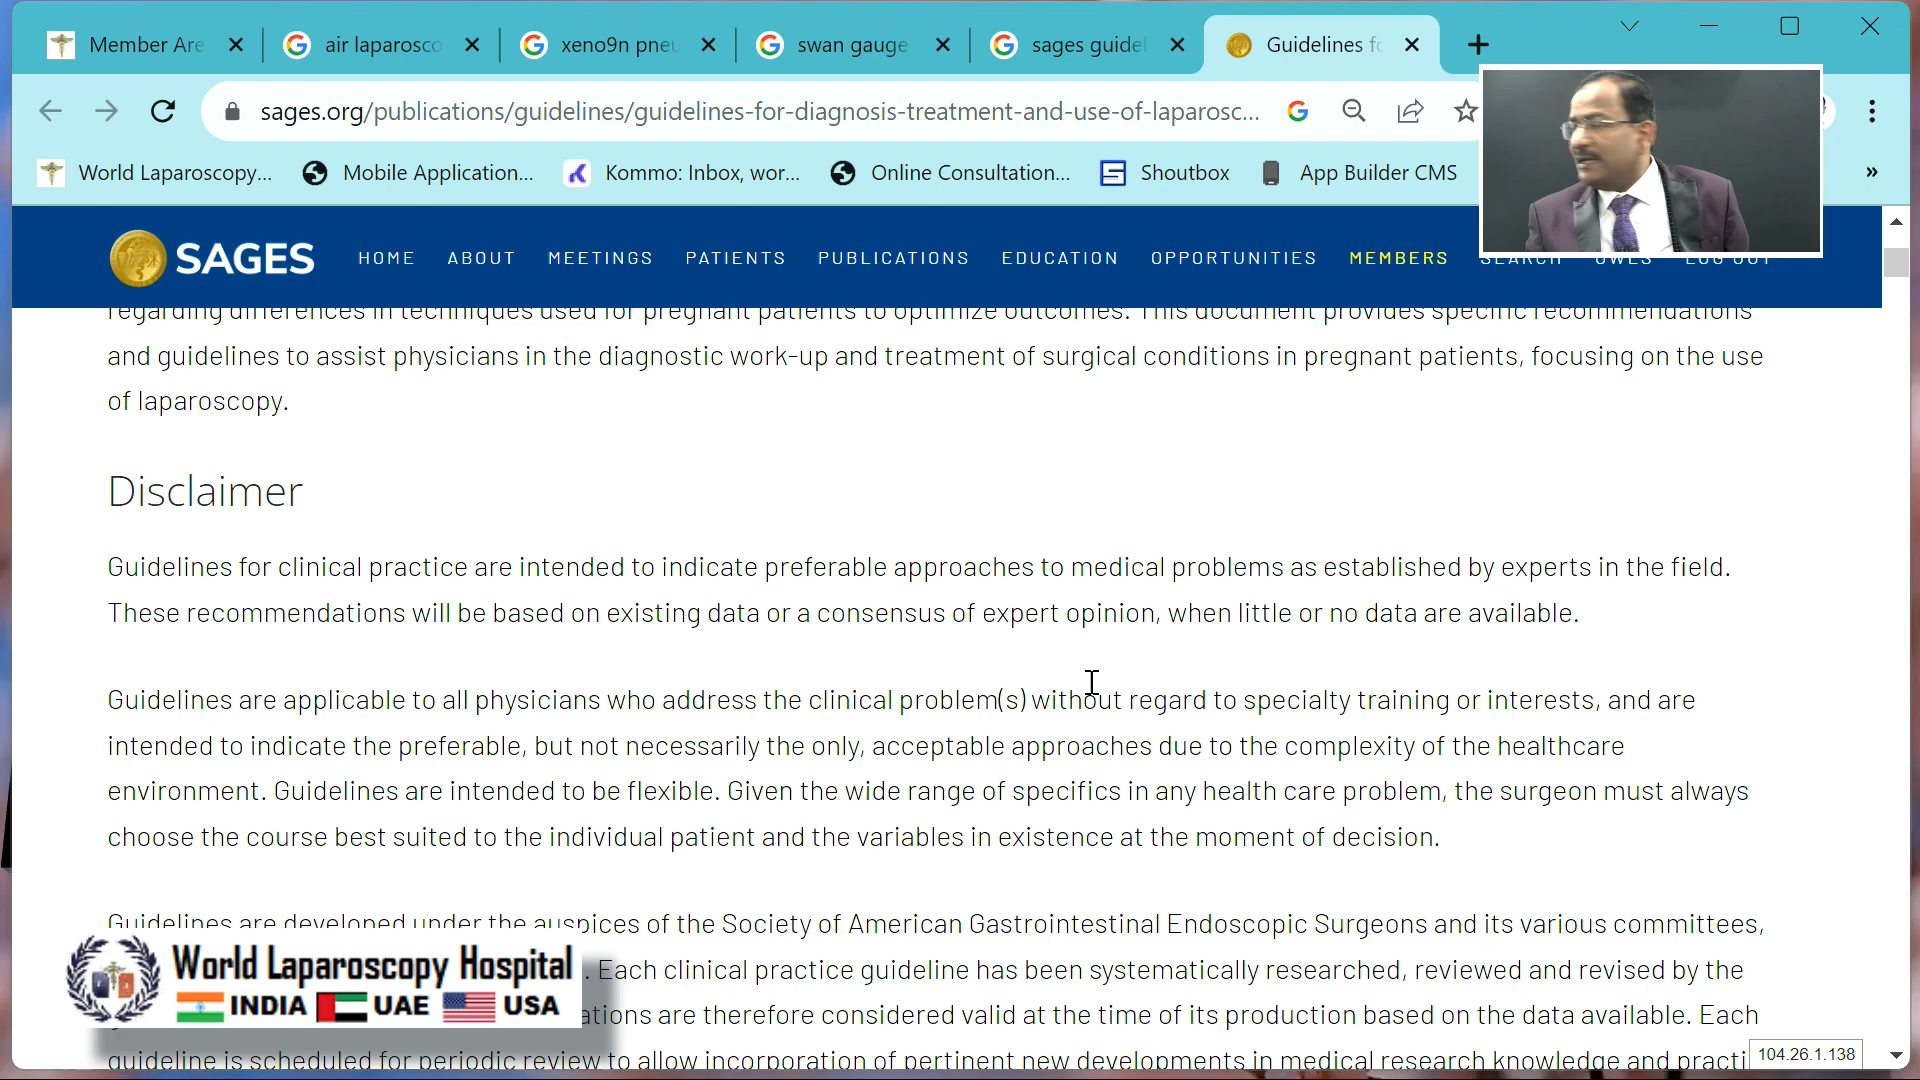 Member Are
air laparosco
xeno9n pneu
swan gauge
sages guidel
Guidelines fo
sages.org/publications/guidelines/guidelines-for-diagnosis-treatment-and-use-of-laparosc...
World Laparoscopy...
Mobile Application...
Kommo: Inbox, wor...
Online Consultation...
Shoutbox
App Builder CMS
»
SAGES
HOME
ABOUT
MEETINGS
PATIENTS
PUBLICATIONS
EDUCATION
OPPORTUNITIES
MEMBERS
SEARCH
OWLS
LOG OUT
regarding differences in techniques used for pregnant patients to optimize outcomes. This document provides specific recommendations
and guidelines to assist physicians in the diagnostic work-up and treatment of surgical conditions in pregnant patients, focusing on the use
of laparoscopy.
Disclaimer
Guidelines for clinical practice are intended to indicate preferable approaches to medical problems as established by experts in the field.
These recommendations will be based on existing data or a consensus of expert opinion, when little or no data are available.
Guidelines are applicable to all physicians who address the clinical problem(s) without regard to specialty training or interests, and are
intended to indicate the preferable, but not necessarily the only, acceptable approaches due to the complexity of the healthcare
environment. Guidelines are intended to be flexible. Given the wide range of specifics in any health care problem, the surgeon must always
choose the course best suited to the individual patient and the variables in existence at the moment of decision.
Guidelines are developed under the auspices of the Society of American Gastrointestinal Endoscopic Surgeons and its various committees,
. Each clinical practice guideline has been systematically researched, reviewed and revised by the
ations are therefore considered valid at the time of its production based on the data available. Each
guideline is scheduled for periodic review to allow incorporation of pertinent new developments in medical research knowledge and practi
World Laparoscopy Hospital
INDIA UAE USA
104.26.1.138